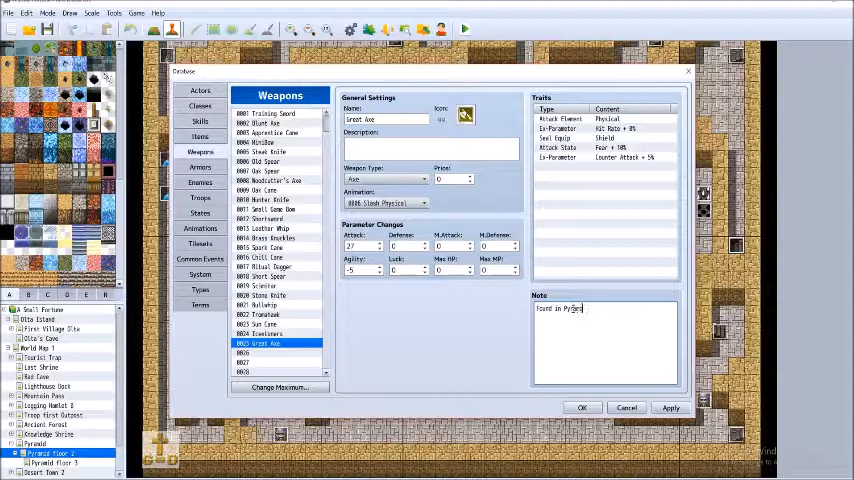 File Edit Mode Draw Scale Tools Game Help
Database
Actors
Classes
Skills
Items
Weapons
Armors
Enemies
Troops
States
Animations
Tilesets
Common Events
System
Types
Terms
Weapons
0001 Training Sword
0002 Blunt Axe
0003 Apprentice Cane
0004 MiniBow
0005 Steak Knife
0006 Old Spear
0007 Oak Spear
0008 Woodcutter's Axe
0009 Oak Cane
0010 Hunter Knife
0011 Small Game Bow
0012 Shortsword
0013 Leather Whip
0014 Brass Knuckles
0015 Spark Cane
0016 Chill Cane
0017 Ritual Dagger
0018 Short Spear
0019 Scimitar
0020 Stone Knife
0021 Bullwhip
0022 Tromahawk
0023 Sun Cane
0024 Icestones
0025 Great Axe
0026
0027
0028
Change Maximum...
General Settings
Name:
Icon:
Great Axe
99
Description:
Weapon Type:
Price:
Axe
0
Animation:
0006 Slash Physical
Parameter Changes
Attack: Defense: M.Attack: M.Defense:
27 0 0 0
Agility: Luck: Max HP: Max MP:
-5 0 0 0
Traits
Type Content
Attack Element Physical
Ex-Parameter Hit Rate + 0%
Seal Equip Shield
Attack State Fear + 10%
Ex-Parameter Counter Attack + 5%
Note
Found in Pyrama
OK Cancel Apply
A B C D E R
A Small Fortune
Olta Island
First Village Olta
Olta's Cave
World Map 1
Tourist Trap
Last Shrine
Bad Cave
Lighthouse Dock
Mountain Pass
Logging Hamlet B
Troop first Outpost
Ancient Forest
Knowledge Shrine
Pyramid
Pyramid floor 2
Pyramid floor 3
Desert Town 2
G D